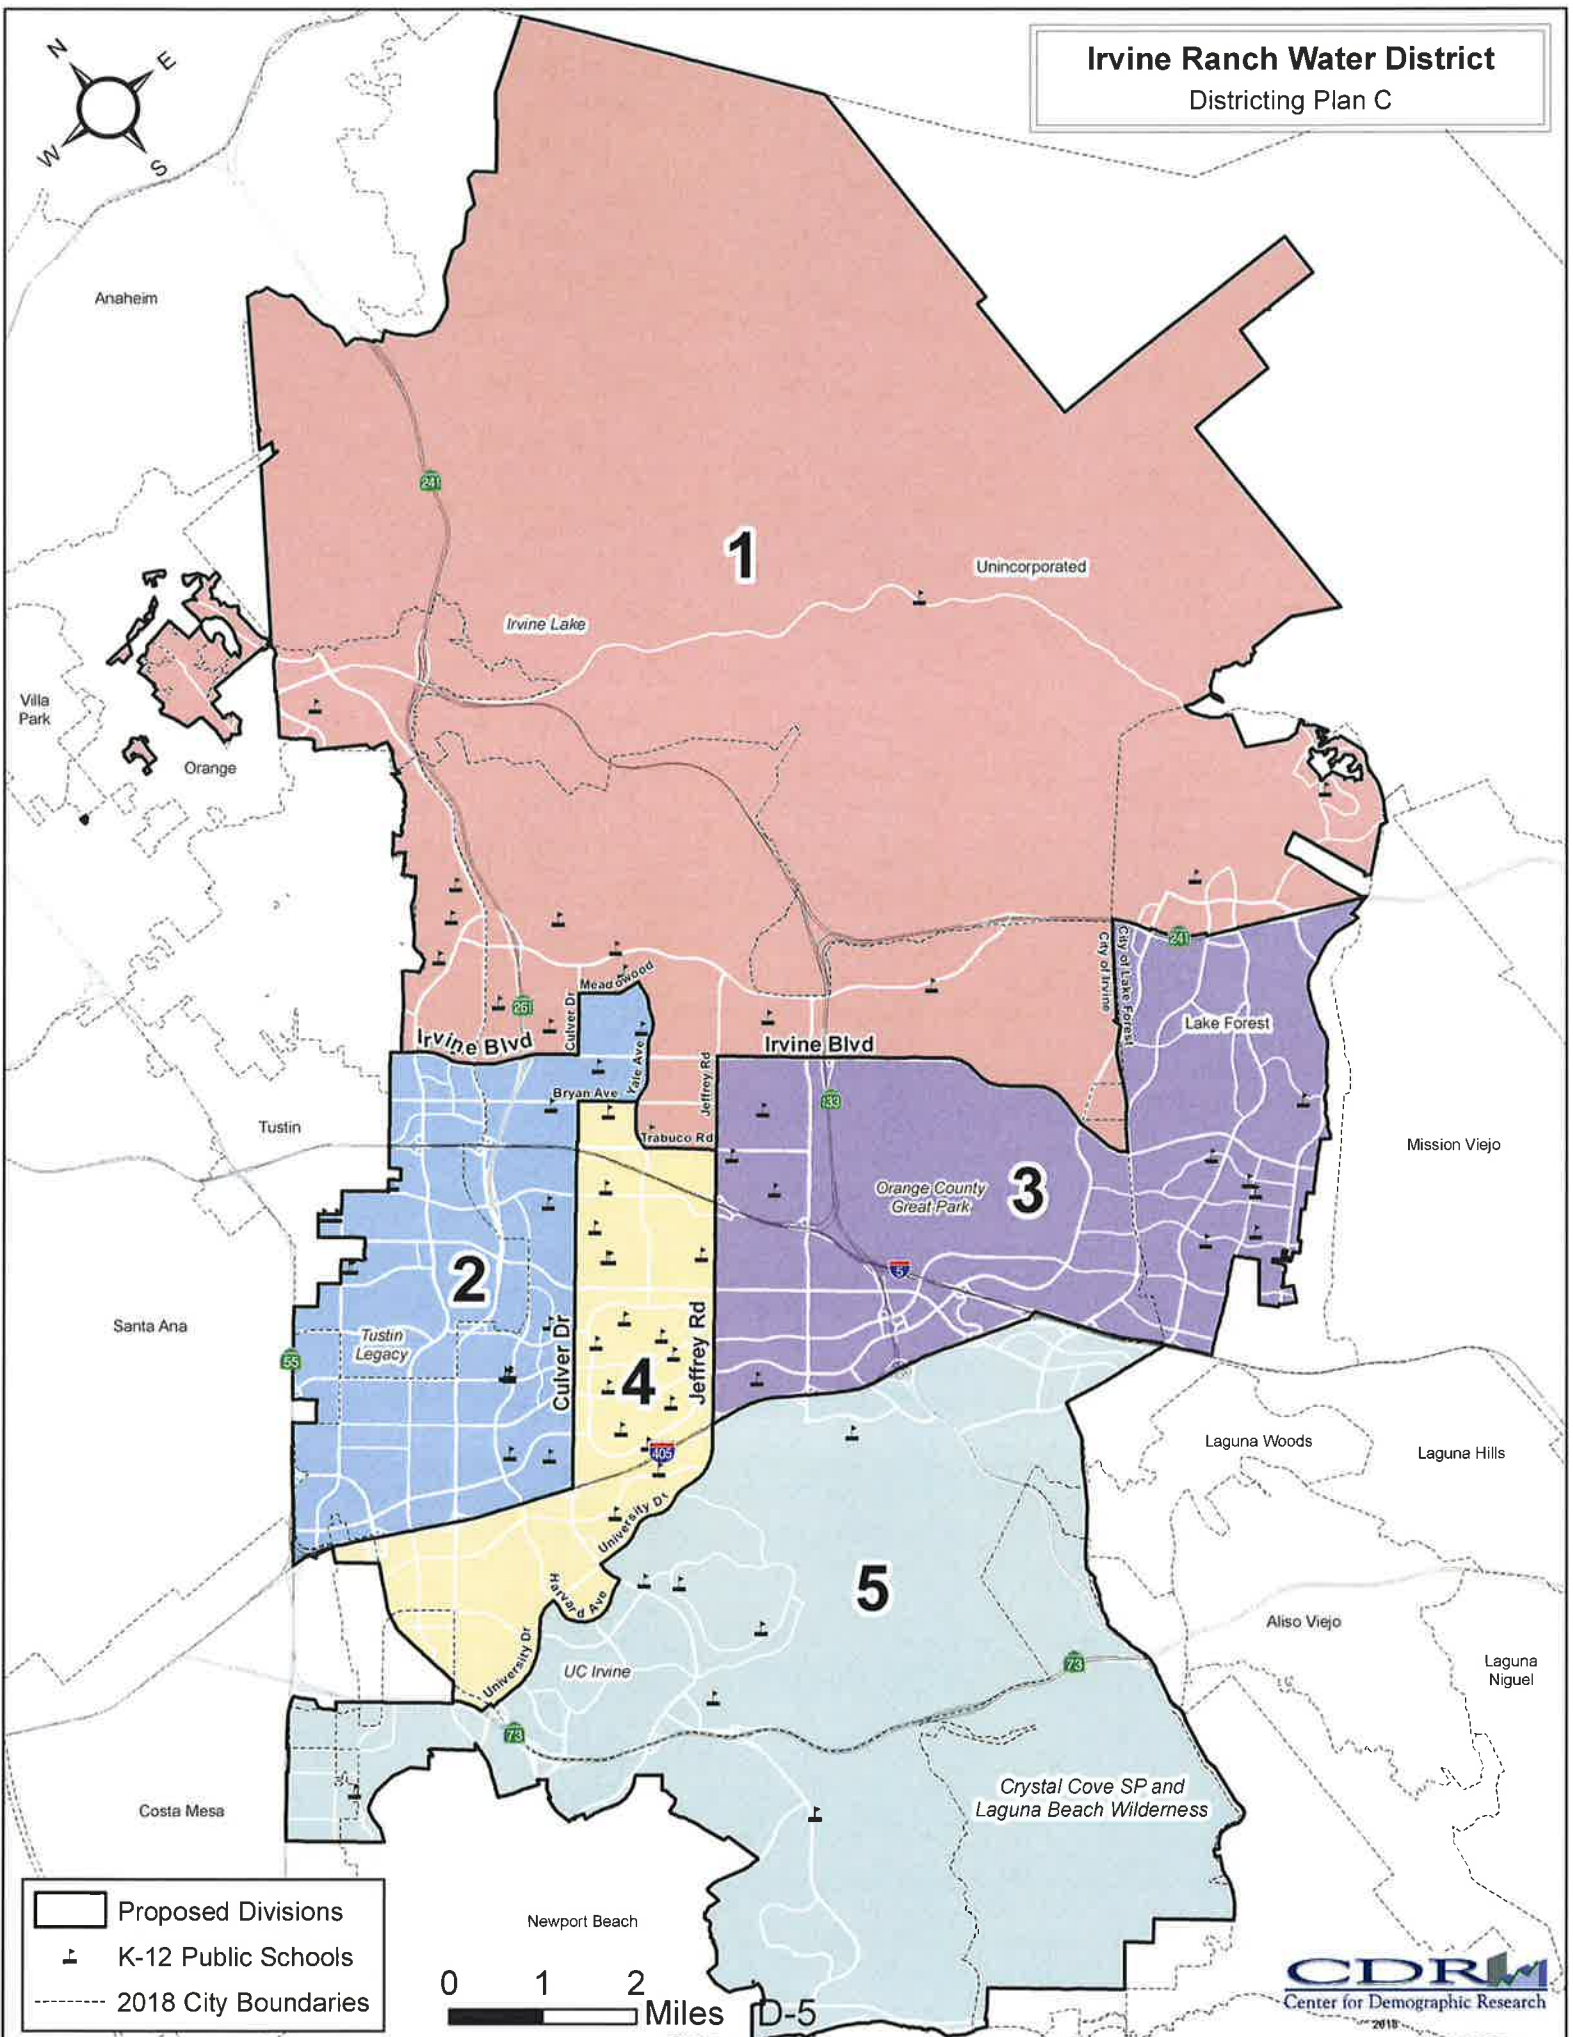 Irvine Ranch Water District
Districting Plan C
N
E
W
S
Anaheim
241
1
Unincorporated
Irvine Lake
Villa
Park
Orange
241
City of Irvine
City of Lake Forest
Lake Forest
Meadowood
261
Culver Dr
Irvine Blvd
Irvine Blvd
Yale Ave
Jeffrey Rd
Bryan Ave
133
Tustin
Trabuco Rd
Mission Viejo
Orange County
Great Park
3
2
5
Santa Ana
Tustin
Legacy
55
Culver Dr
4
Jeffrey Rd
405
Laguna Woods
Laguna Hills
University Dr
Harvard Ave
5
Aliso Viejo
University Dr
UC Irvine
73
Laguna
Niguel
73
Crystal Cove SP and
Laguna Beach Wilderness
Costa Mesa
Newport Beach
Proposed Divisions
K-12 Public Schools
2018 City Boundaries
0 1 2
Miles
D-5
CDR
Center for Demographic Research
2018